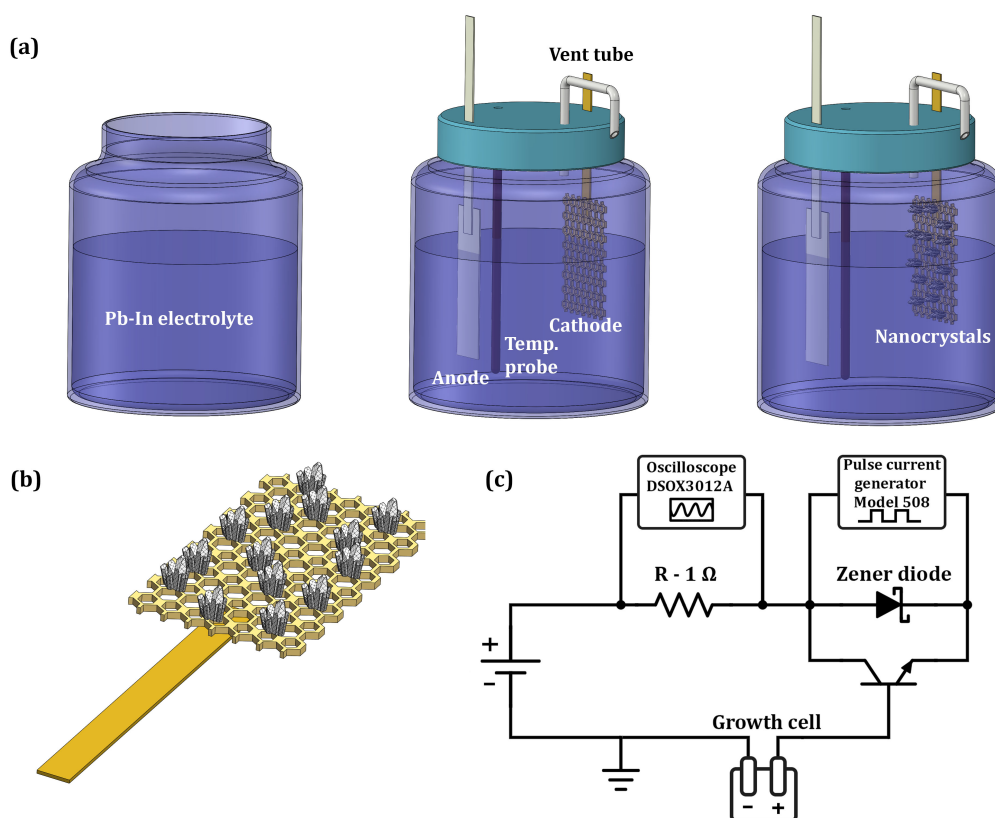 (a)
Vent tube
Pb-In electrolyte
Anode
Temp.
probe
Cathode
Nanocrystals
(b)
(c)
Oscilloscope
DSOX3012A
Pulse current
generator
Model 508
R - 1 Ω
Zener diode
+
-
Growth cell
- +